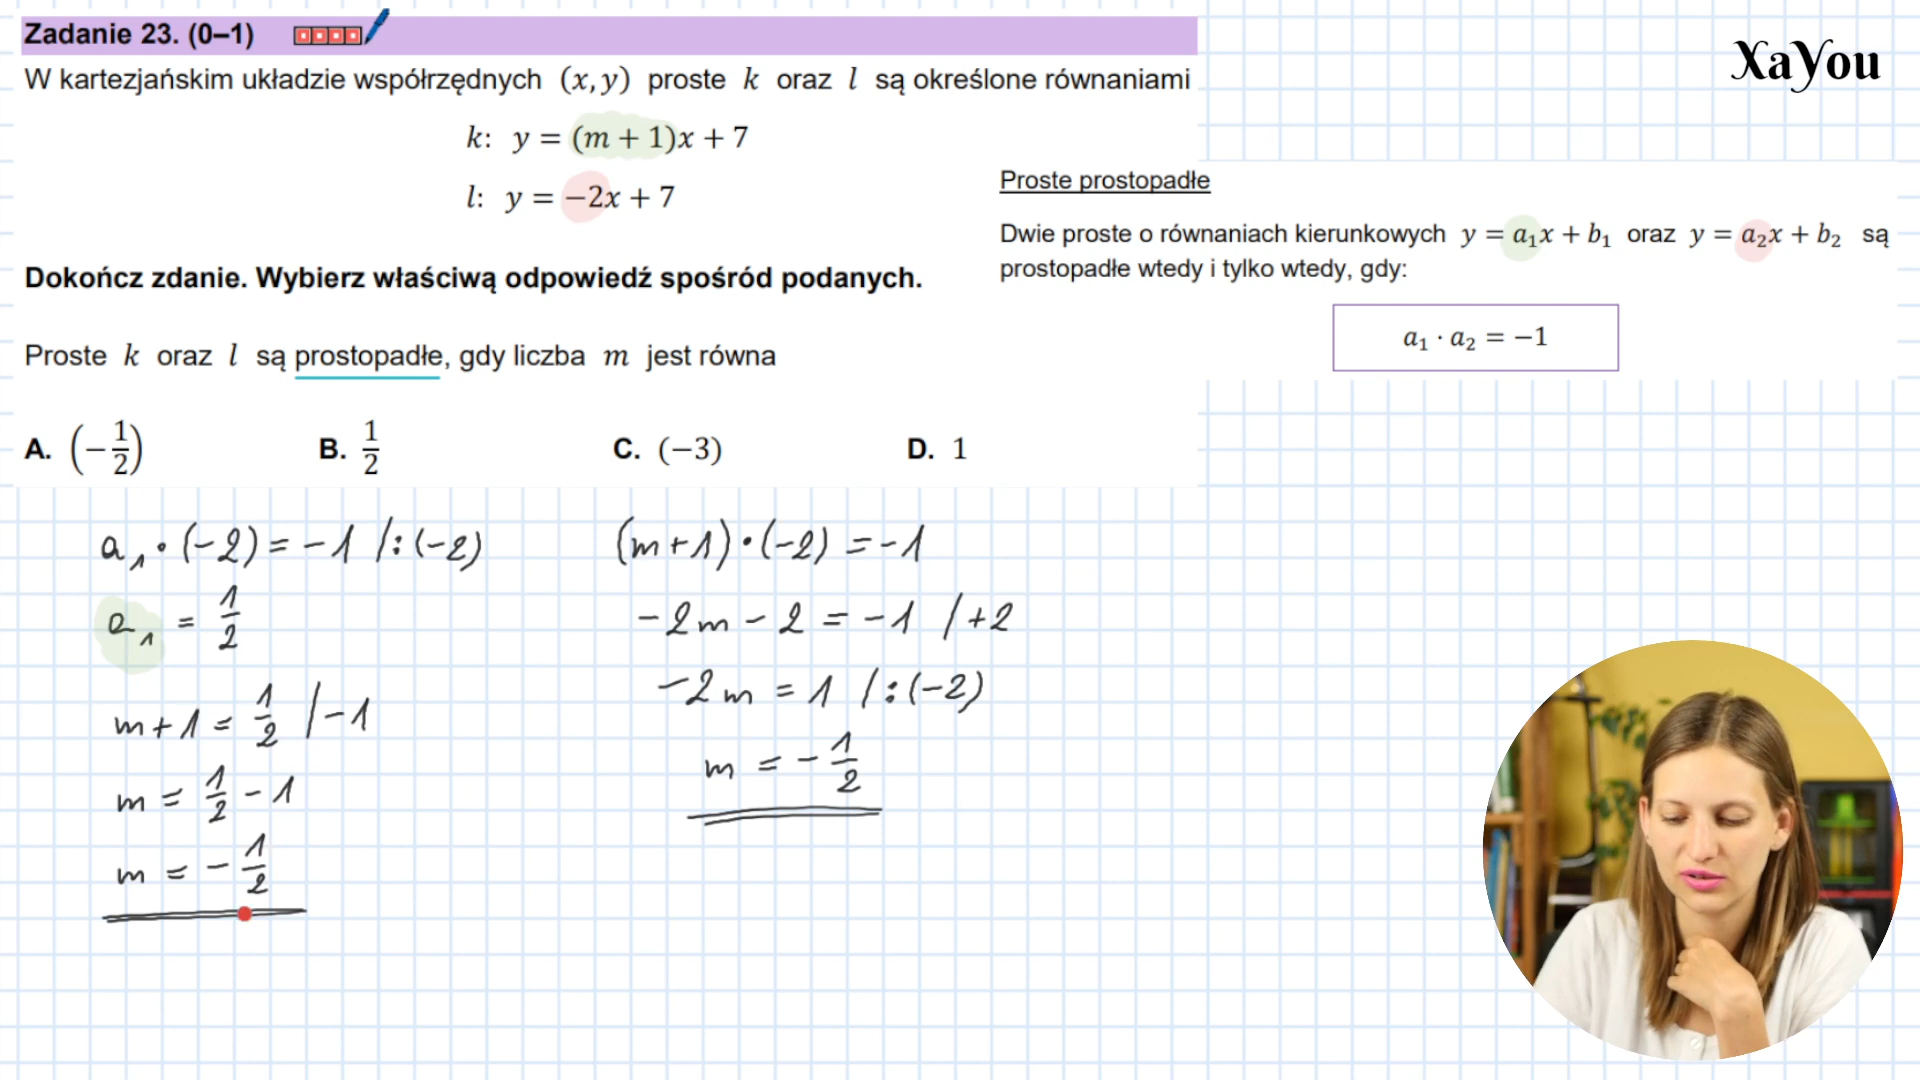 Zadanie 23. (0–1)
XaYou
W kartezjańskim układzie współrzędnych (x, y) proste k oraz l są określone równaniami
k: y = (m + 1)x + 7
l: y = −2x + 7
Proste prostopadłe
Dwie proste o równaniach kierunkowych y = a₁x + b₁ oraz y = a₂x + b₂ są
prostopadłe wtedy i tylko wtedy, gdy:
a₁ · a₂ = −1
Dokończ zdanie. Wybierz właściwą odpowiedź spośród podanych.
Proste k oraz l są prostopadłe, gdy liczba m jest równa
A. (−1/2) B. 1/2 C. (−3) D. 1
a₁ · (−2) = −1 /:(−2)
a₁ = 1/2
m+1 = 1/2 /−1
m = 1/2 − 1
m = − 1/2
(m+1) · (−2) = −1
−2m − 2 = −1 /+2
−2m = 1 /:(−2)
m = − 1/2